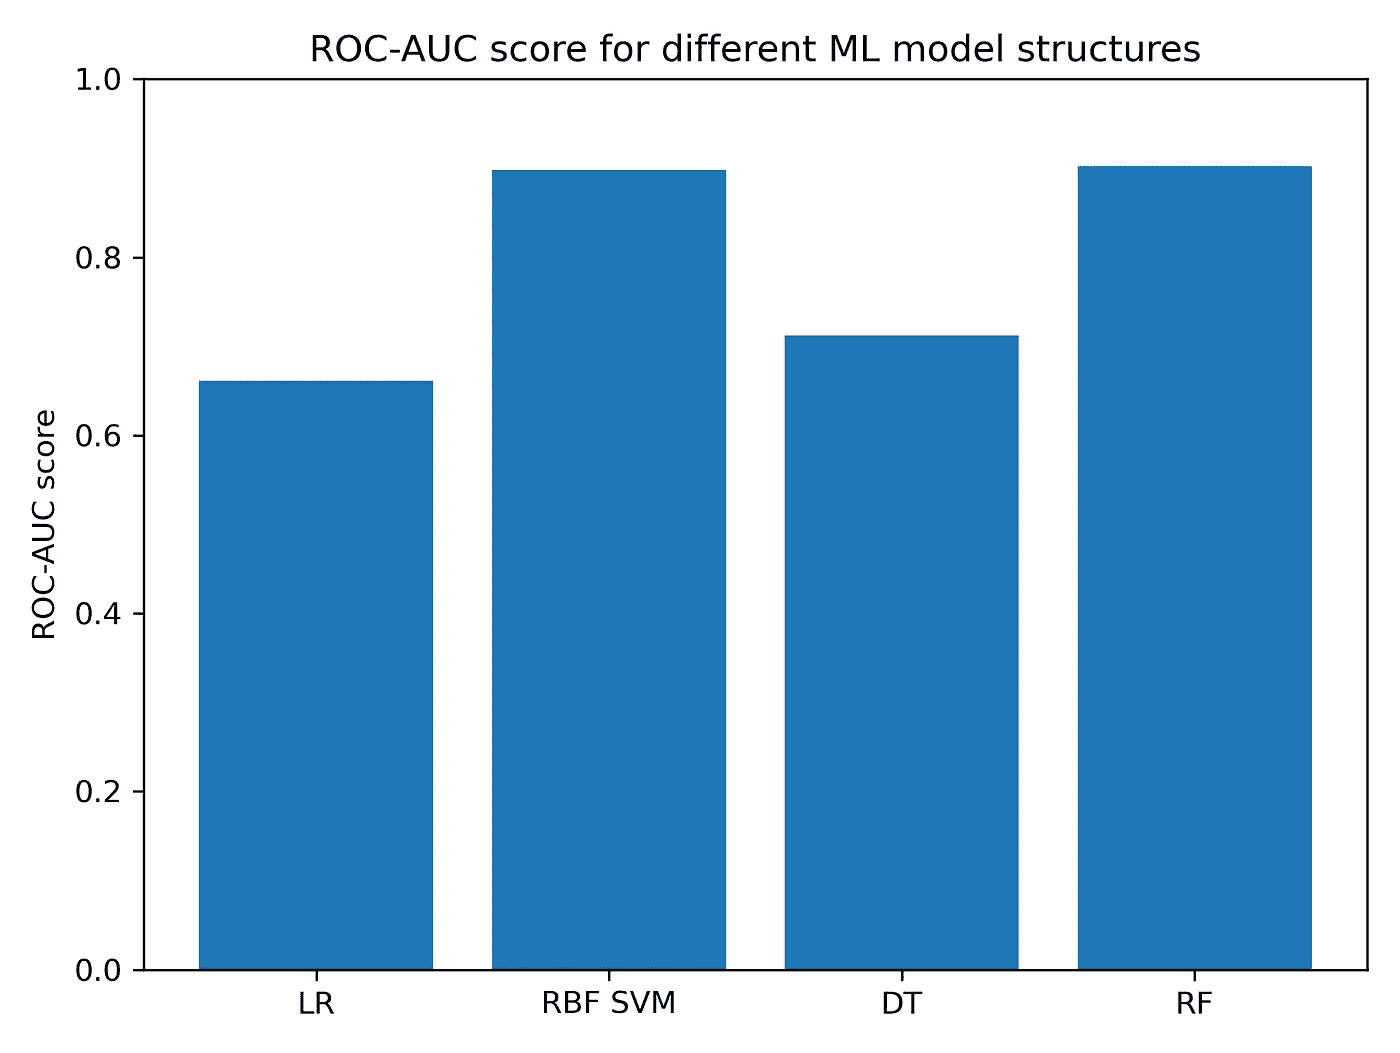 ROC-AUC score for different ML model structures
1.0
0.8
0.6
0.4
0.2
0.0
ROC-AUC score
LR
RBF SVM
DT
RF